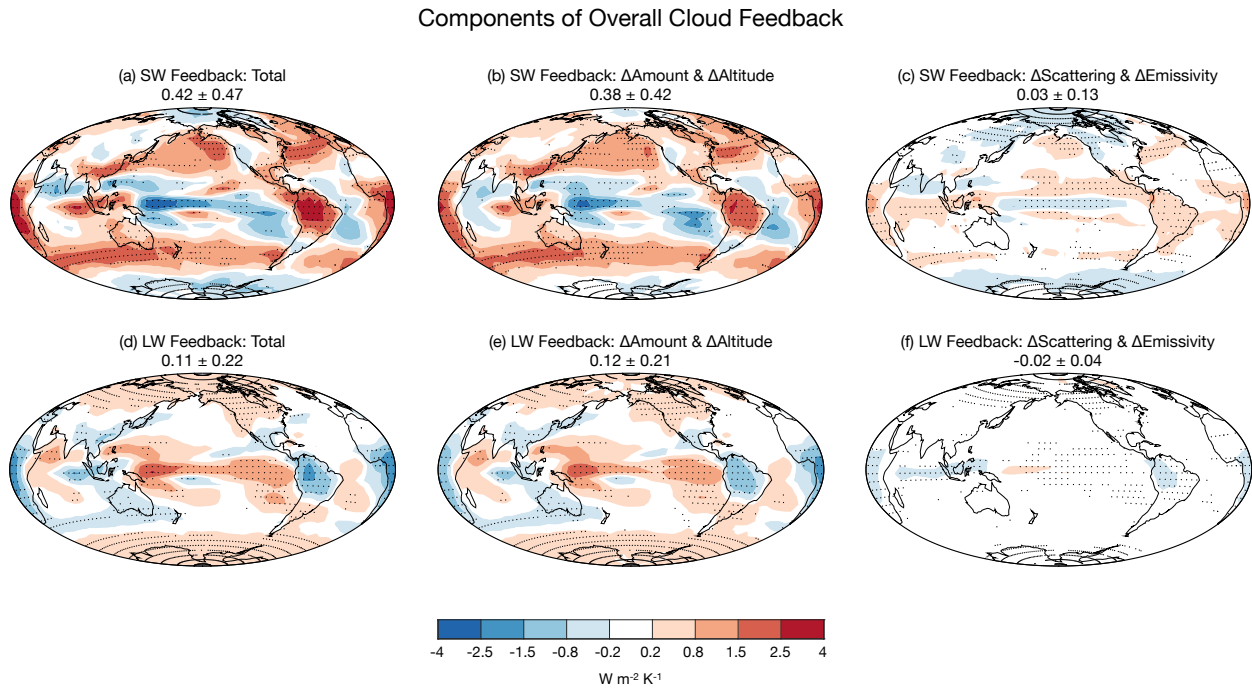 Components of Overall Cloud Feedback
(a) SW Feedback: Total
0.42 ± 0.47
(b) SW Feedback: ΔAmount & ΔAltitude
0.38 ± 0.42
(c) SW Feedback: ΔScattering & ΔEmissivity
0.03 ± 0.13
(d) LW Feedback: Total
0.11 ± 0.22
(e) LW Feedback: ΔAmount & ΔAltitude
0.12 ± 0.21
(f) LW Feedback: ΔScattering & ΔEmissivity
-0.02 ± 0.04
-4 -2.5 -1.5 -0.8 -0.2 0.2 0.8 1.5 2.5 4
W m⁻² K⁻¹